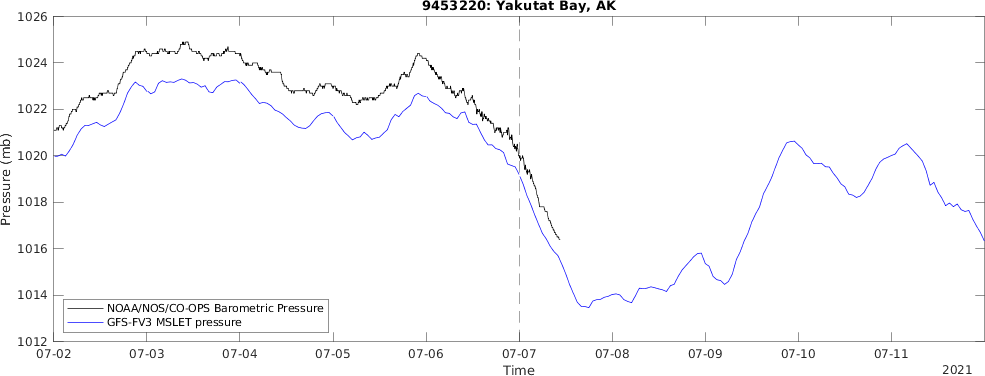 9453220: Yakutat Bay, AK
Pressure (mb)
1026
1024
1022
1020
1018
1016
1014
1012
NOAA/NOS/CO-OPS Barometric Pressure
GFS-FV3 MSLET pressure
07-02 07-03 07-04 07-05 07-06 07-07 07-08 07-09 07-10 07-11
Time
2021